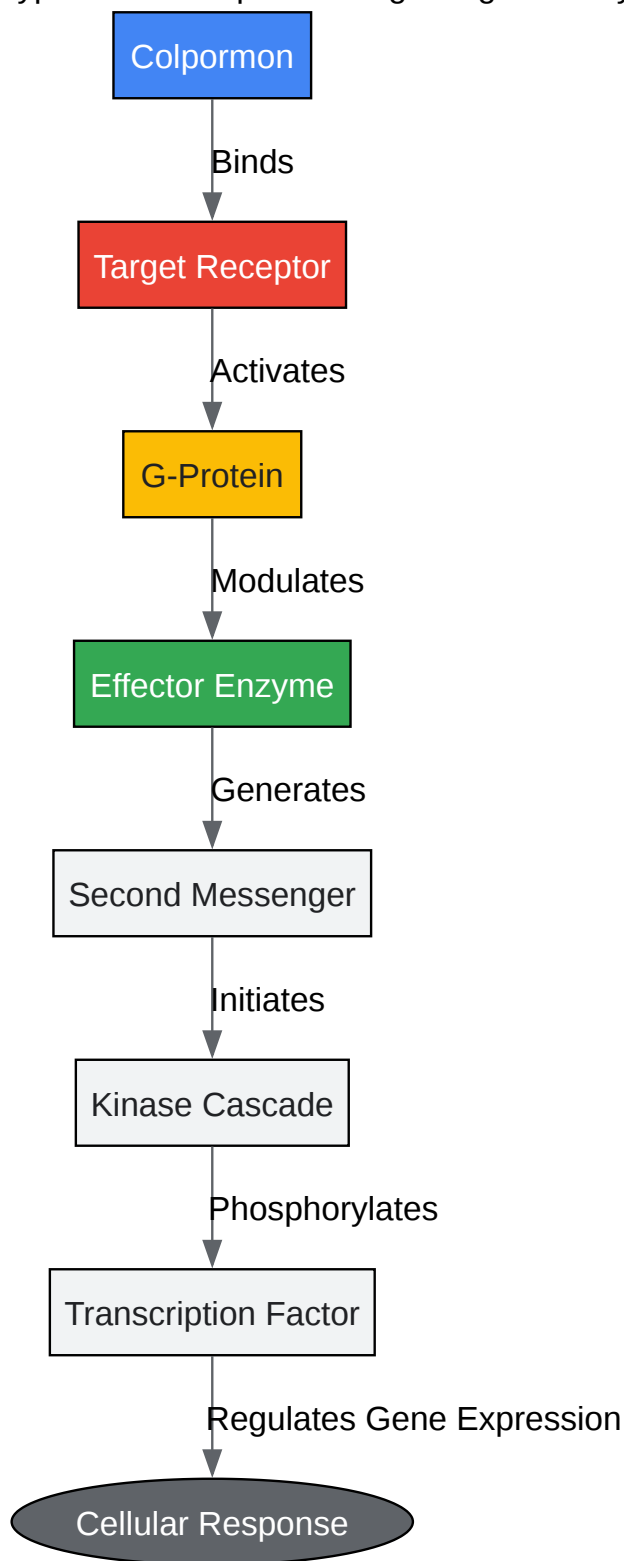 Colpormon
Binds
Target Receptor
Activates
G-Protein
Modulates
Effector Enzyme
Generates
Second Messenger
Initiates
Kinase Cascade
Phosphorylates
Transcription Factor
Regulates Gene Expression
Cellular Response